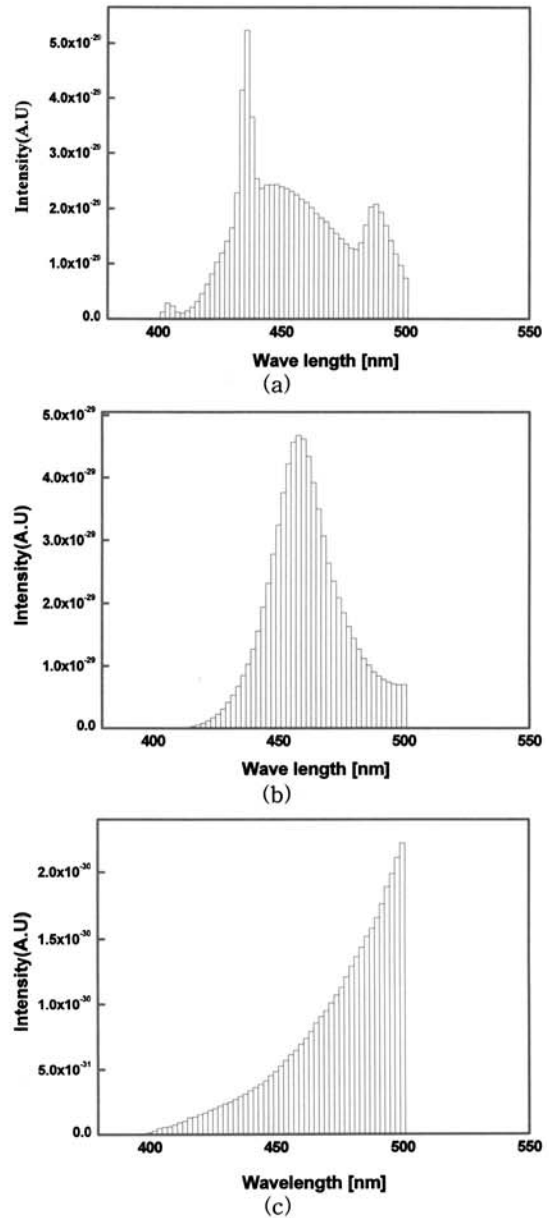 Intensity(A.U)
5.0x10⁻²⁹
4.0x10⁻²⁹
3.0x10⁻²⁹
2.0x10⁻²⁹
1.0x10⁻²⁹
0.0
400 450 500 550
Wave length [nm]
(a)
Intensity(A.U)
5.0x10⁻²⁹
4.0x10⁻²⁹
3.0x10⁻²⁹
2.0x10⁻²⁹
1.0x10⁻²⁹
0.0
400 450 500 550
Wave length [nm]
(b)
Intensity(A.U)
2.0x10⁻³⁰
1.5x10⁻³⁰
1.0x10⁻³⁰
5.0x10⁻³¹
0.0
400 450 500 550
Wavelength [nm]
(c)